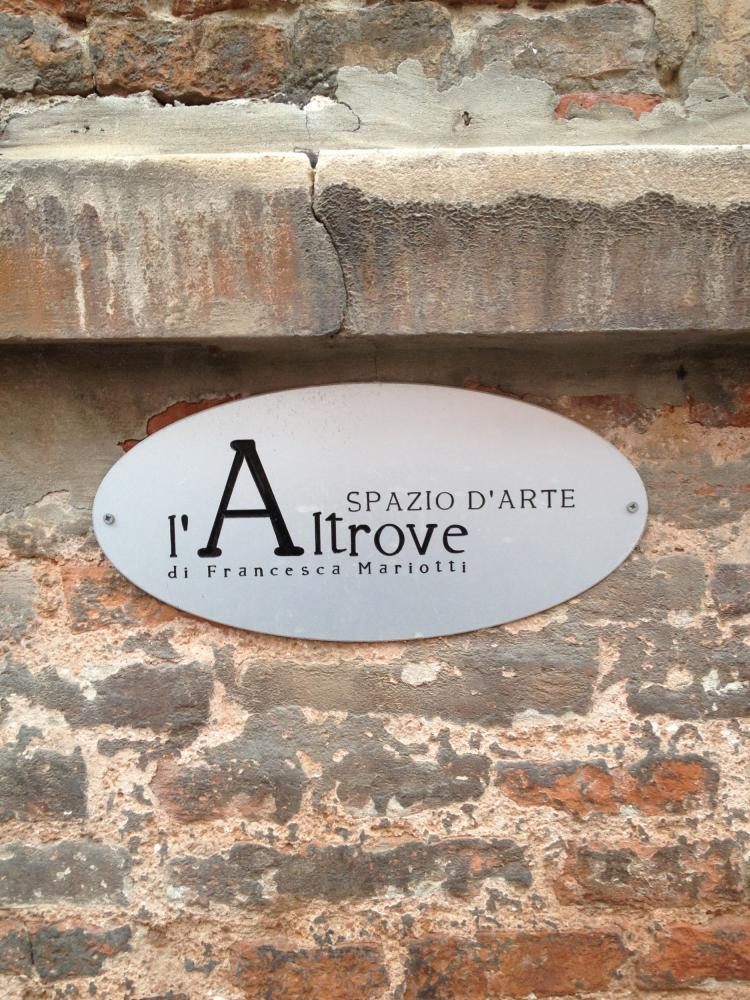 SPAZIO D'ARTE
l'Altrove
di Francesca Mariotti